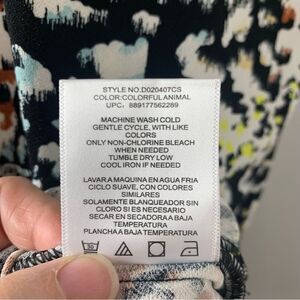 STYLE NO.D020407CS
COLOR:COLORFULANIMAL
UPC: 889177562289
MACHINE WASH COLD
GENTLE CYCLE, WITH LIKE
COLORS
ONLY NON-CHLORINE BLEACH
WHEN NEEDED
TUMBLE DRY LOW
COOL IRON IF NEEDED
LAVAR A MAQUINA EN AGUA FRIA
CICLO SUAVE, CON COLORES
SIMILARES
SOLAMENTE BLANQUEADOR SIN
CLORO SI ES NECESARIO
SECAR EN SECADORA A BAJA
TEMPERATURA
PLANCHA A BAJA TEMPERATURA